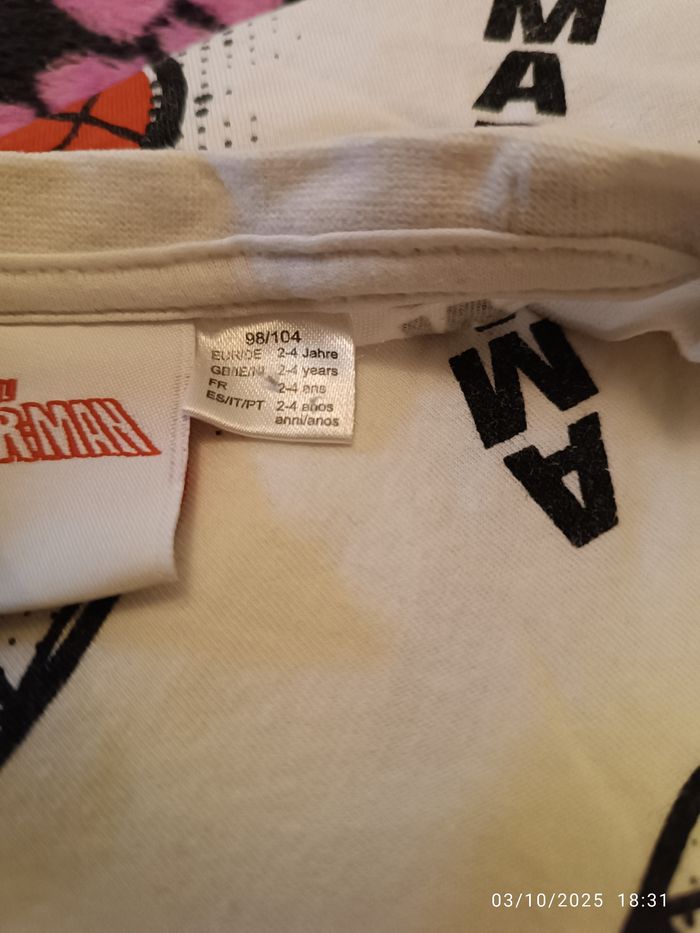 MA
98/104
EUR/DE 2-4 Jahre
GB/IE/NI 2-4 years
FR 2-4 ans
ES/IT/PT 2-4 años
anni/anos
R-MAN
MA
03/10/2025 18:31